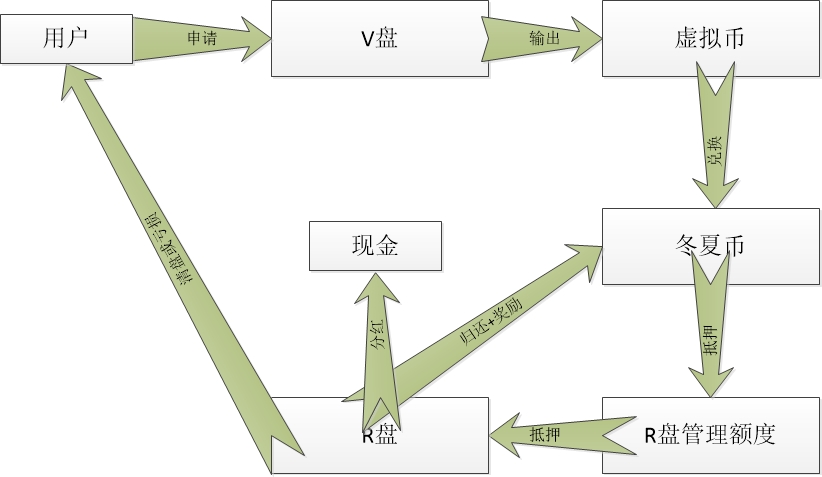 用户
申请
V盘
输出
虚拟币
兑换
冬夏币
清盘或亏损
现金
分红
归还+奖励
抵押
R盘
抵押
R盘管理额度